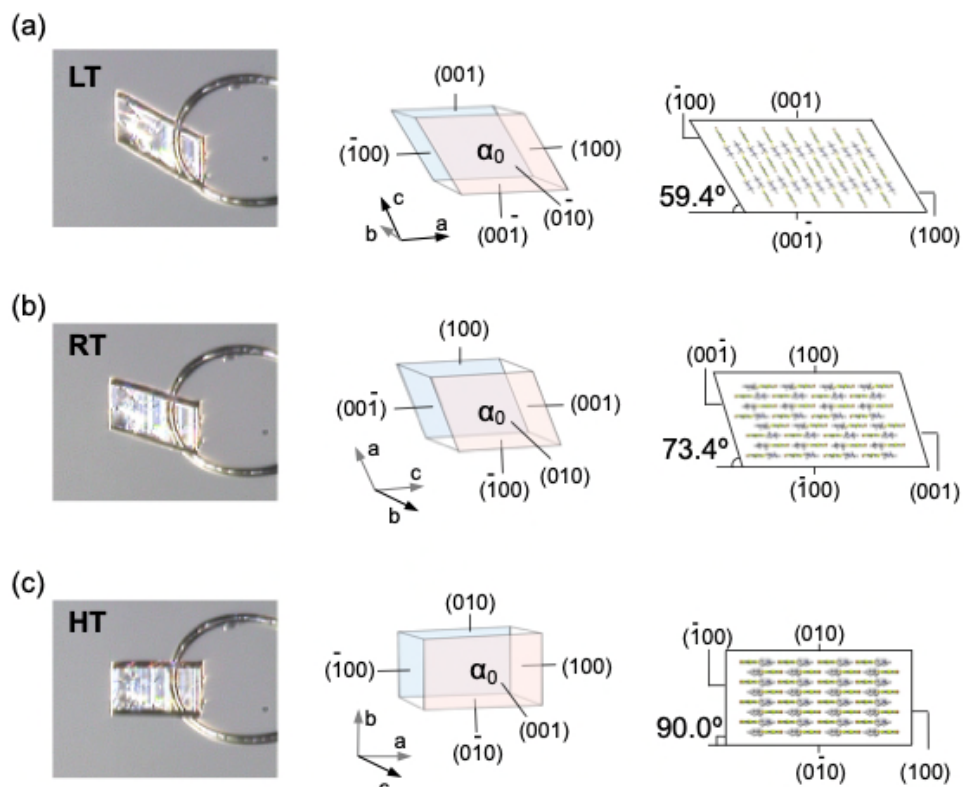 (a)
LT
(001)
(1̄00)
α₀
(100)
(01̄0)
(001̄)
c
b
a
(1̄00)
(001)
59.4º
(001̄)
(100)
(b)
RT
(100)
(001̄)
α₀
(001)
(010)
(1̄00)
a
c
b
(001̄)
(100)
73.4º
(1̄00)
(001)
(c)
HT
(010)
(1̄00)
α₀
(100)
(001)
(01̄0)
b
a
c
(1̄00)
(010)
90.0º
(01̄0)
(100)